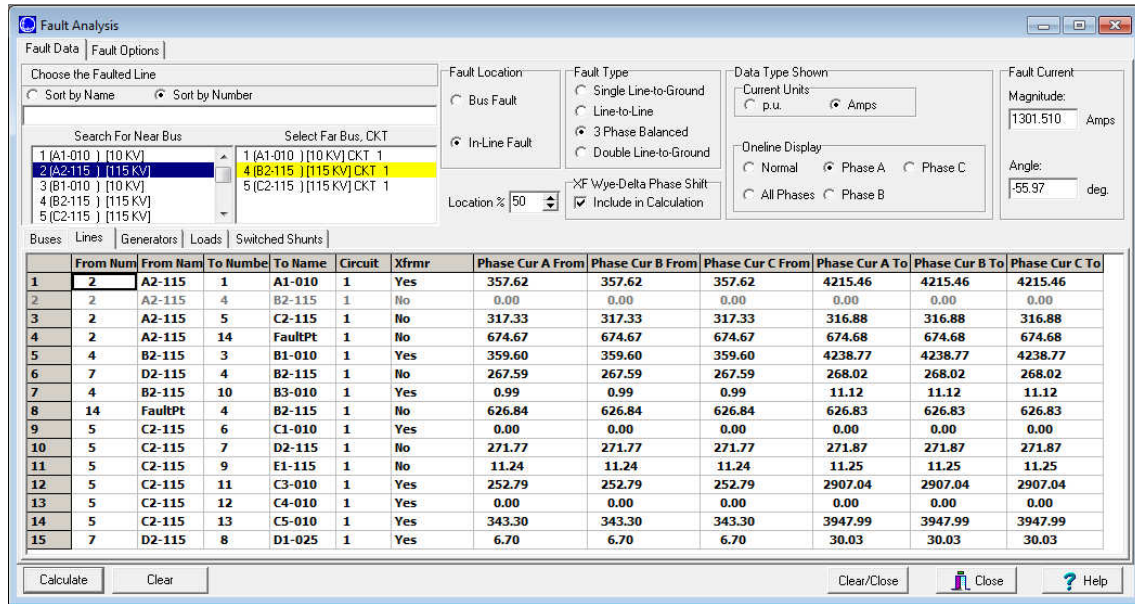 Fault Analysis
Fault Data Fault Options
Choose the Faulted Line
Sort by Name Sort by Number
Search For Near Bus
1 (A1-010 ) [10 KV]
2 (A2-115 ) [115 KV]
3 (B1-010 ) [10 KV]
4 (B2-115 ) [115 KV]
5 (C2-115 ) [115 KV]
Select Far Bus, CKT
1 (A1-010 ) [10 KV] CKT 1
4 (B2-115 ) [115 KV] CKT 1
5 (C2-115 ) [115 KV] CKT 1
Fault Location
Bus Fault
In-Line Fault
Location % 50
Fault Type
Single Line-to-Ground
Line-to-Line
3 Phase Balanced
Double Line-to-Ground
XF Wye-Delta Phase Shift
Include in Calculation
Data Type Shown
Current Units
p.u. Amps
Oneline Display
Normal Phase A Phase C
All Phases Phase B
Fault Current
Magnitude:
1301.510 Amps
Angle:
-55.97 deg.
Buses Lines Generators Loads Switched Shunts
From Num From Nam To Numbe To Name Circuit Xfrmr Phase Cur A From Phase Cur B From Phase Cur C From Phase Cur A To Phase Cur B To Phase Cur C To
1 2 A2-115 1 A1-010 1 Yes 357.62 357.62 357.62 4215.46 4215.46 4215.46
2 2 A2-115 4 B2-115 1 No 0.00 0.00 0.00 0.00 0.00 0.00
3 2 A2-115 5 C2-115 1 No 317.33 317.33 317.33 316.88 316.88 316.88
4 2 A2-115 14 FaultPt 1 No 674.67 674.67 674.67 674.68 674.68 674.68
5 4 B2-115 3 B1-010 1 Yes 359.60 359.60 359.60 4238.77 4238.77 4238.77
6 7 D2-115 4 B2-115 1 No 267.59 267.59 267.59 268.02 268.02 268.02
7 4 B2-115 10 B3-010 1 Yes 0.99 0.99 0.99 11.12 11.12 11.12
8 14 FaultPt 4 B2-115 1 No 626.84 626.84 626.84 626.83 626.83 626.83
9 5 C2-115 6 C1-010 1 Yes 0.00 0.00 0.00 0.00 0.00 0.00
10 5 C2-115 7 D2-115 1 No 271.77 271.77 271.77 271.87 271.87 271.87
11 5 C2-115 9 E1-115 1 No 11.24 11.24 11.24 11.25 11.25 11.25
12 5 C2-115 11 C3-010 1 Yes 252.79 252.79 252.79 2907.04 2907.04 2907.04
13 5 C2-115 12 C4-010 1 Yes 0.00 0.00 0.00 0.00 0.00 0.00
14 5 C2-115 13 C5-010 1 Yes 343.30 343.30 343.30 3947.99 3947.99 3947.99
15 7 D2-115 8 D1-025 1 Yes 6.70 6.70 6.70 30.03 30.03 30.03
Calculate Clear Clear/Close Close ? Help